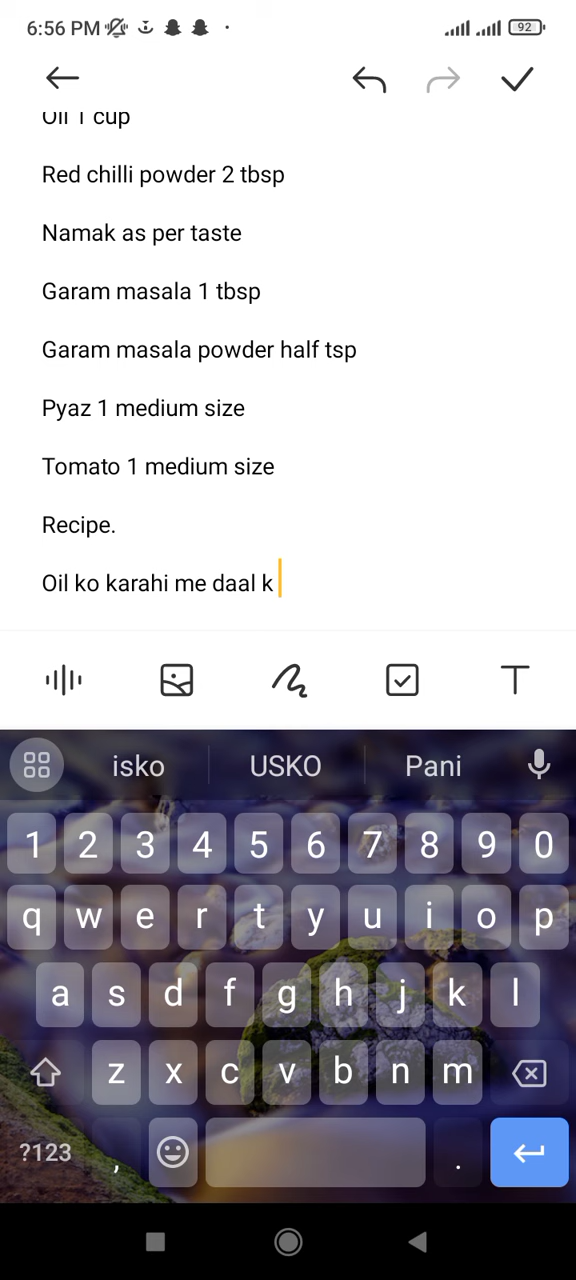 6:56 PM
92
Oil 1 cup
Red chilli powder 2 tbsp
Namak as per taste
Garam masala 1 tbsp
Garam masala powder half tsp
Pyaz 1 medium size
Tomato 1 medium size
Recipe.
Oil ko karahi me daal k
T
isko USKO Pani
1 2 3 4 5 6 7 8 9 0
q w e r t y u i o p
a s d f g h j k l
z x c v b n m
?123 , .